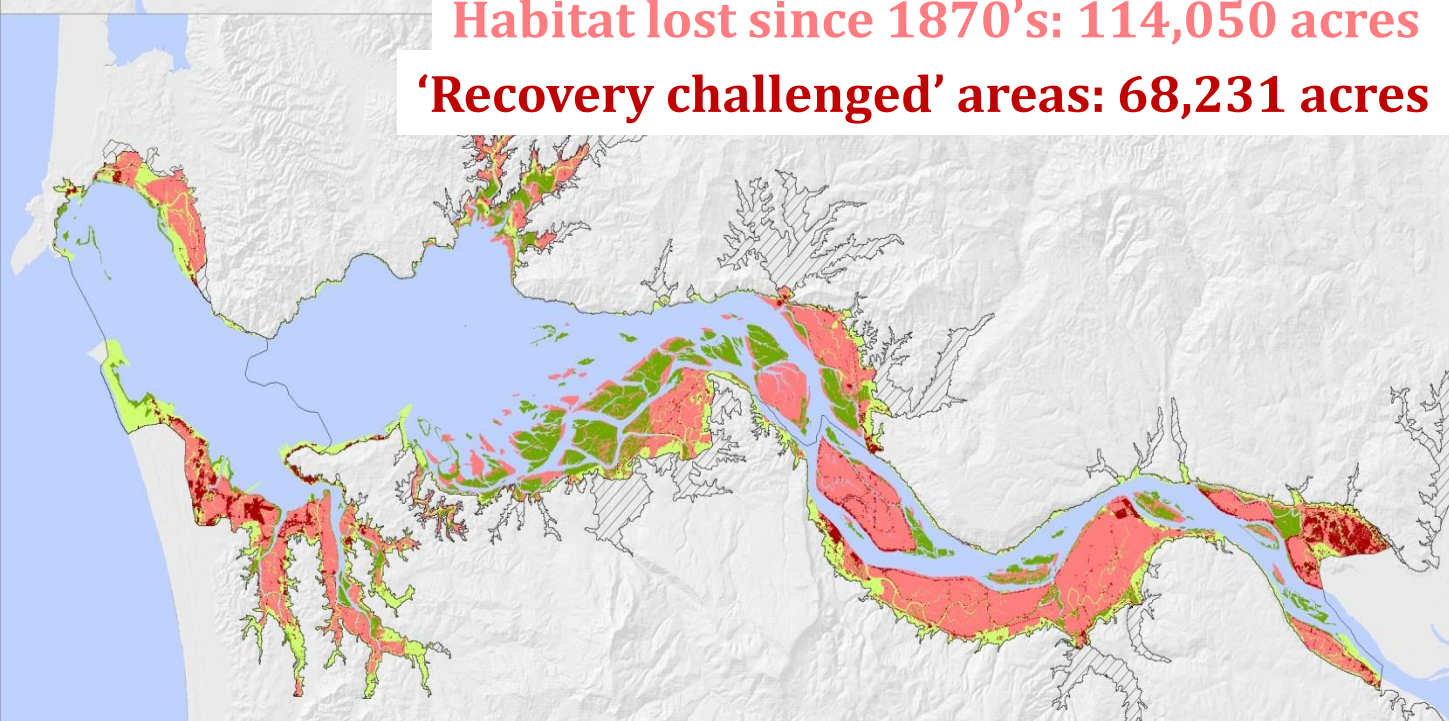 Habitat lost since 1870’s: 114,050 acres
‘Recovery challenged’ areas: 68,231 acres